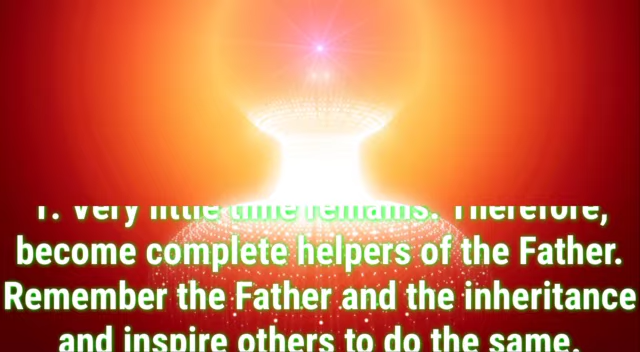 1. Very little time remains. Therefore,
become complete helpers of the Father.
Remember the Father and the inheritance
and inspire others to do the same.